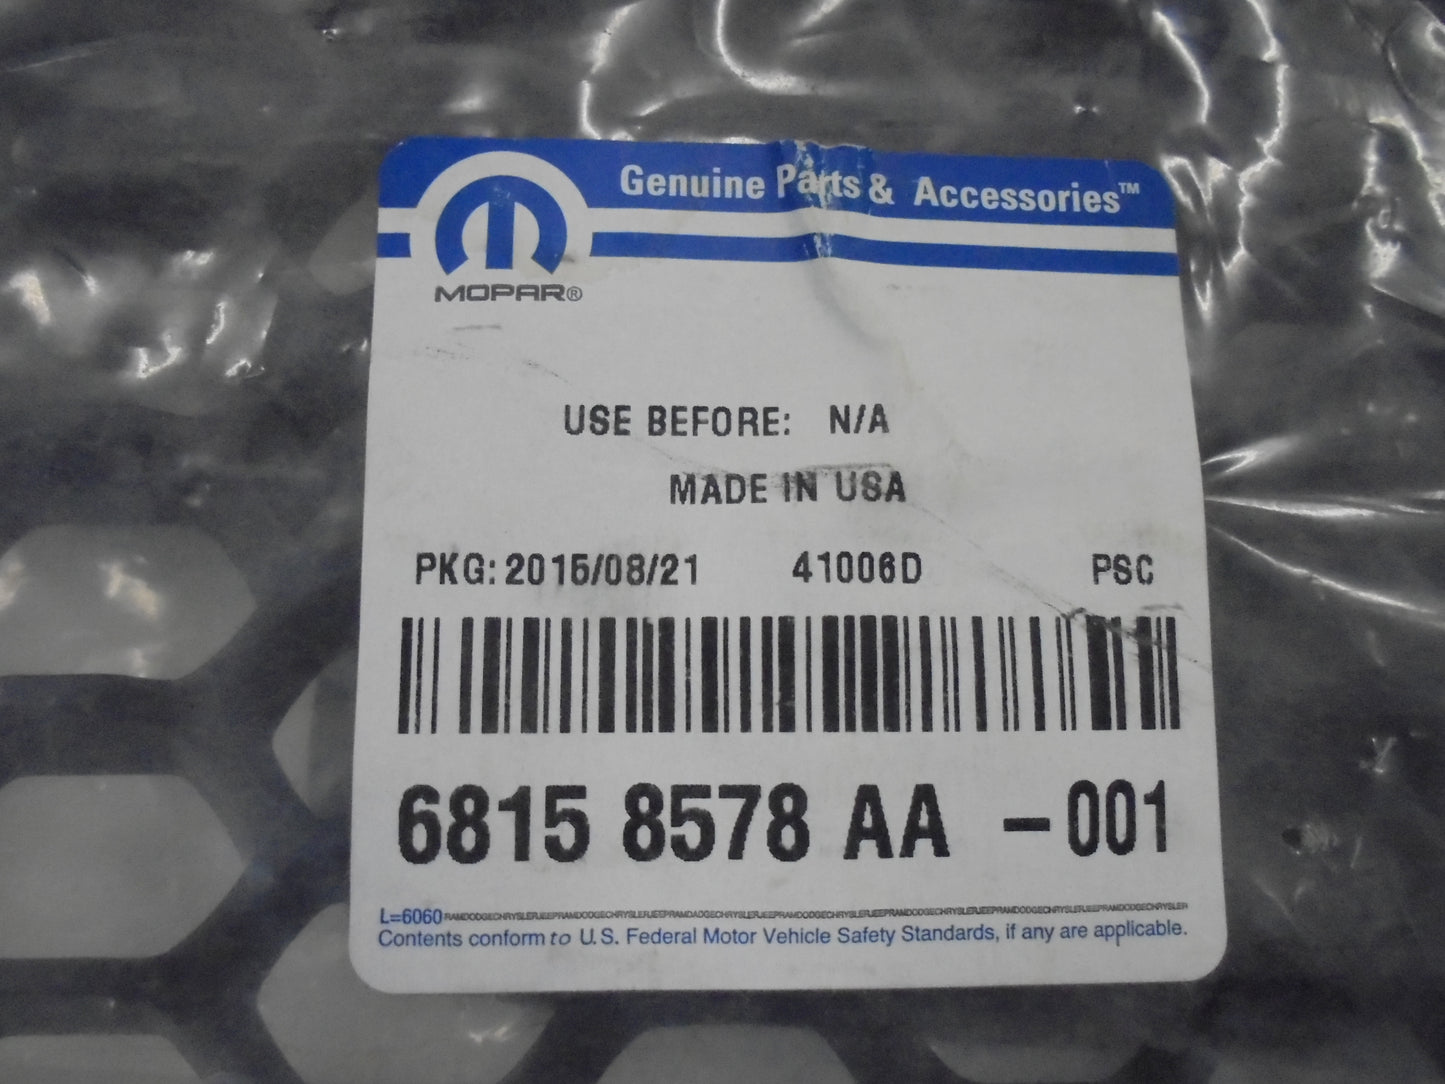 Genuine Parts & Accessories™
MOPAR®
USE BEFORE: N/A
MADE IN USA
PKG: 2015/08/21 41006D PSC
6815 8578 AA -001
L=6060
Contents conform to U.S. Federal Motor Vehicle Safety Standards, if any are applicable.